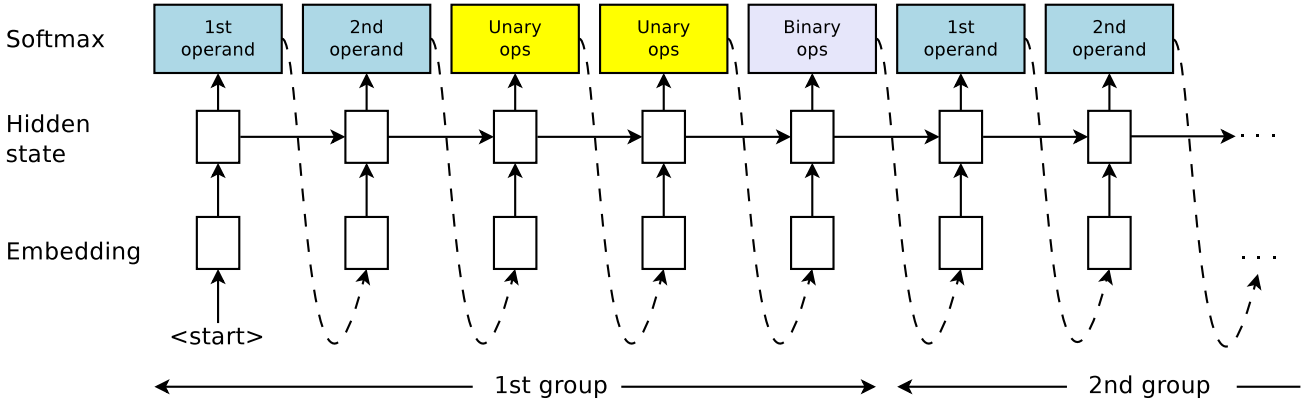 Softmax
1st
operand
2nd
operand
Unary
ops
Unary
ops
Binary
ops
1st
operand
2nd
operand
Hidden
state
. . .
Embedding
. . .
<start>
1st group
2nd group